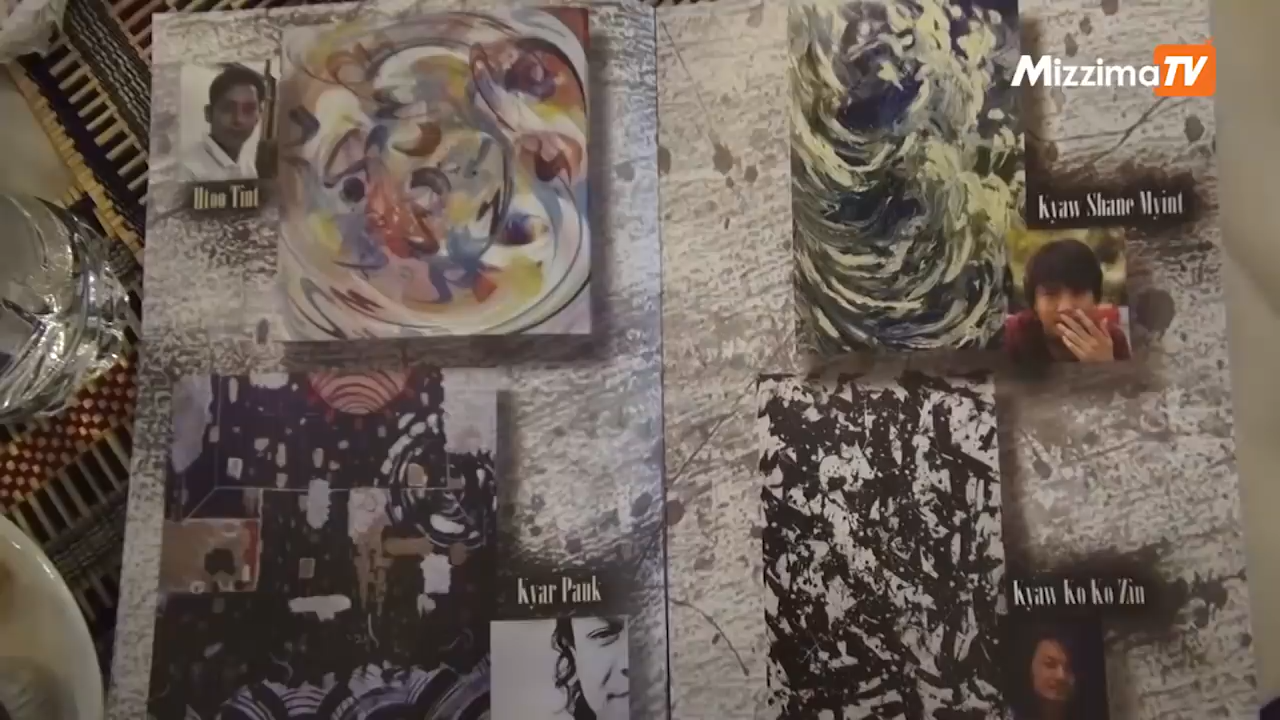 Htoo Tint
Kyar Pauk
MizzimaTV
Kyaw Shane Myint
Kyaw Ko Ko Zin